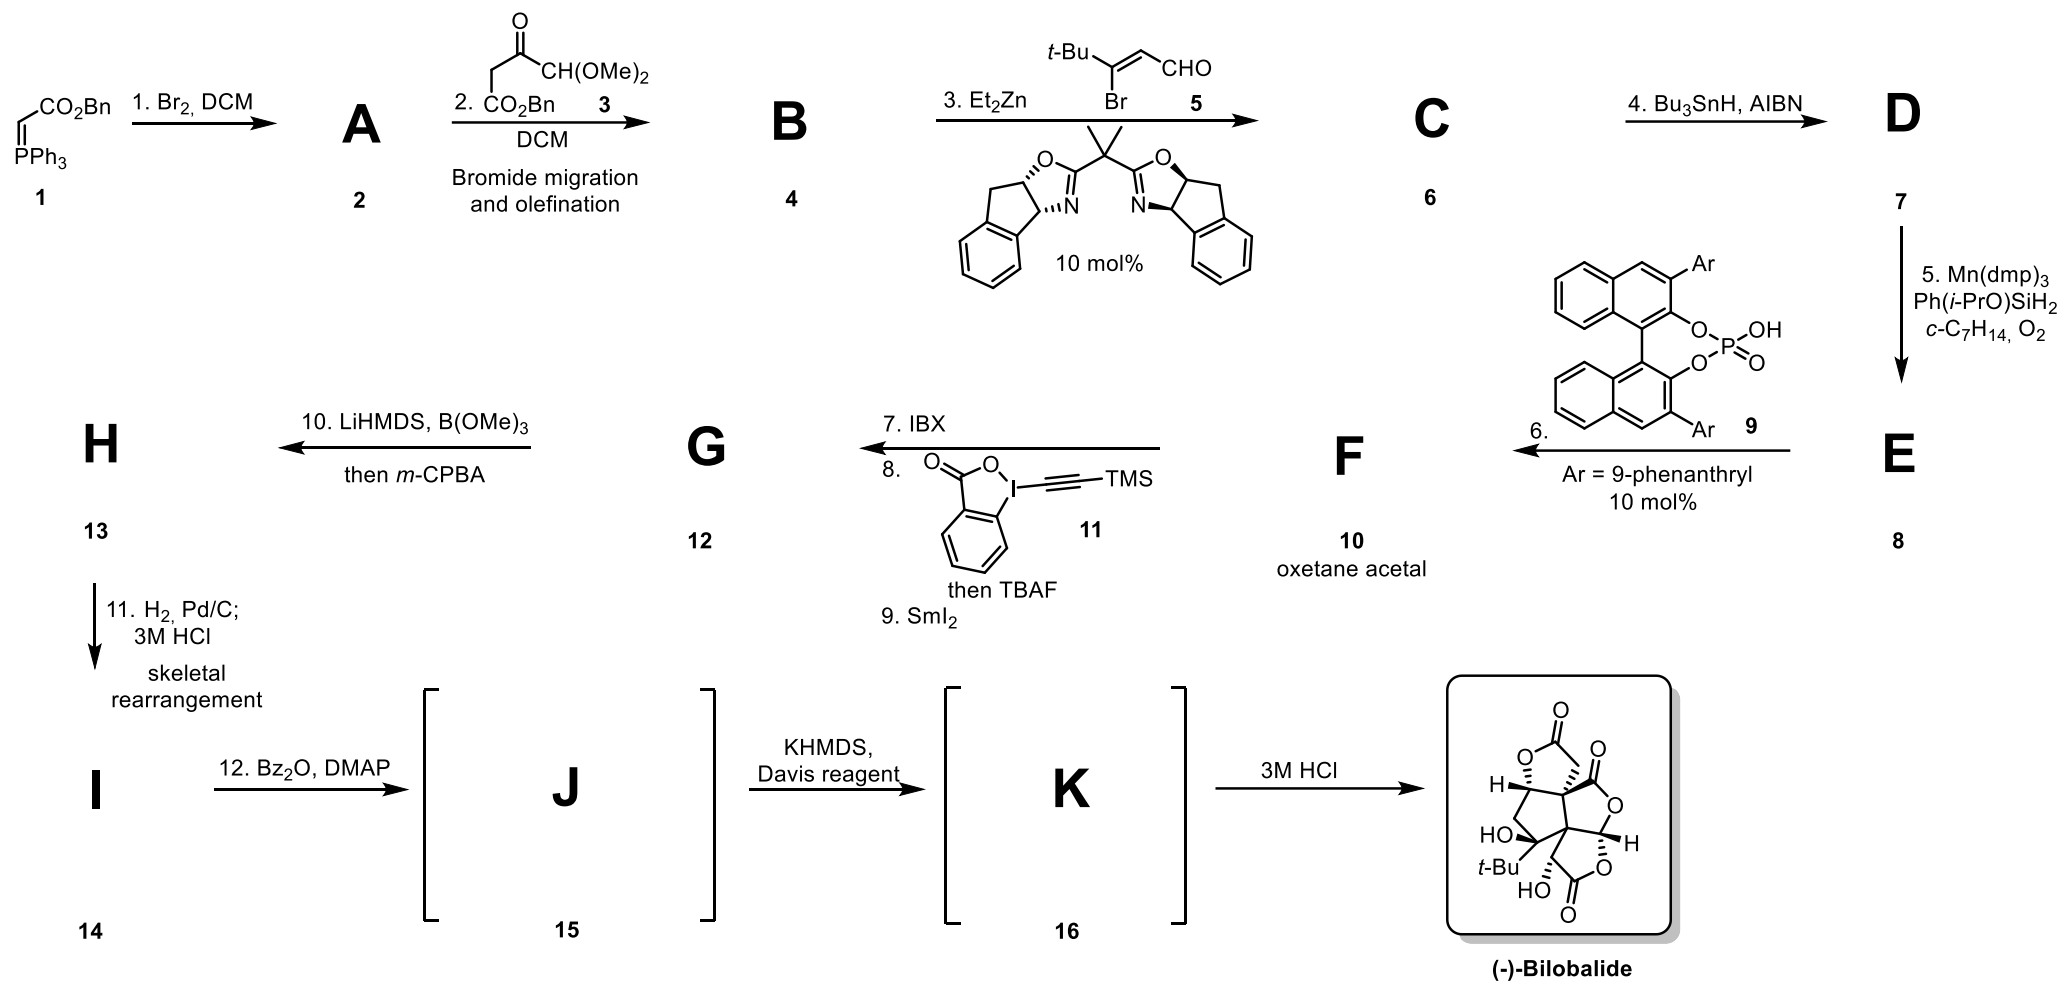 CO₂Bn
PPh₃
1
1. Br₂, DCM
A
2
O
CH(OMe)₂
2. CO₂Bn 3
DCM
Bromide migration
and olefination
B
4
t-Bu
CHO
Br 5
3. Et₂Zn
O O
N N
10 mol%
C
6
4. Bu₃SnH, AIBN
D
7
5. Mn(dmp)₃
Ph(i-PrO)SiH₂
c-C₇H₁₄, O₂
E
8
Ar
O OH
P
O O
Ar 9
6.
Ar = 9-phenanthryl
10 mol%
F
10
oxetane acetal
7. IBX
8.
O O
I TMS
11
then TBAF
9. SmI₂
G
12
10. LiHMDS, B(OMe)₃
then m-CPBA
H
13
11. H₂, Pd/C;
3M HCl
skeletal
rearrangement
I
14
12. Bz₂O, DMAP
J
15
KHMDS,
Davis reagent
K
16
3M HCl
O
O O
H O
HO H
t-Bu O
HO
O
(-)-Bilobalide